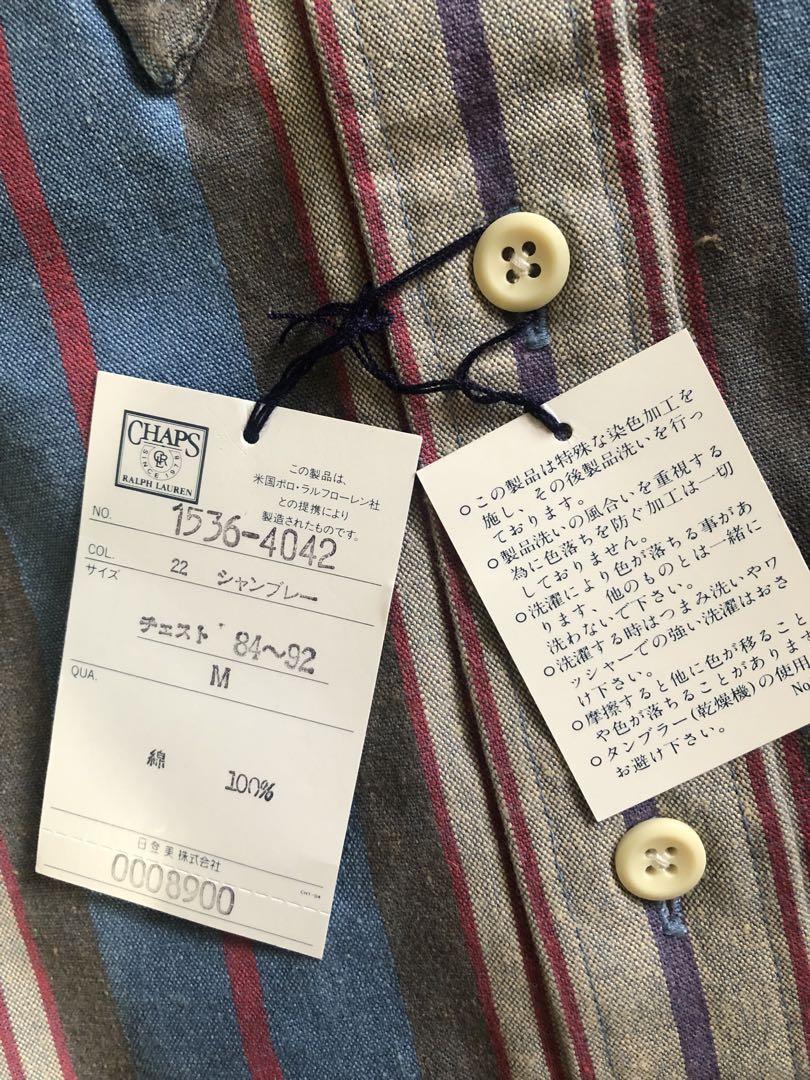 CHAPS
SINCE 1978
RALPH LAUREN
この製品は、
米国ポロ・ラルフローレン社
との提携により
製造されたものです。
NO. 1536-4042
COL. 22 シャンブレー
サイズ
チェスト 84〜92
M
QUA.
綿 100%
日登美株式会社
0008900
○この製品は特殊な染色加工を
施し、その後製品洗いを行っ
ております。
○製品洗いの風合いを重視する
為に色落ちを防ぐ加工は一切
しておりません。
○洗濯により色が落ちる事があ
ります、他のものとは一緒に
洗わないで下さい。
○洗濯する時はつまみ洗いやワ
ッシャーでの強い洗濯はおさ
け下さい。
○摩擦すると他に色が移ること
や色が落ちることがあります
○タンブラー(乾燥機)の使用
お避け下さい。
No